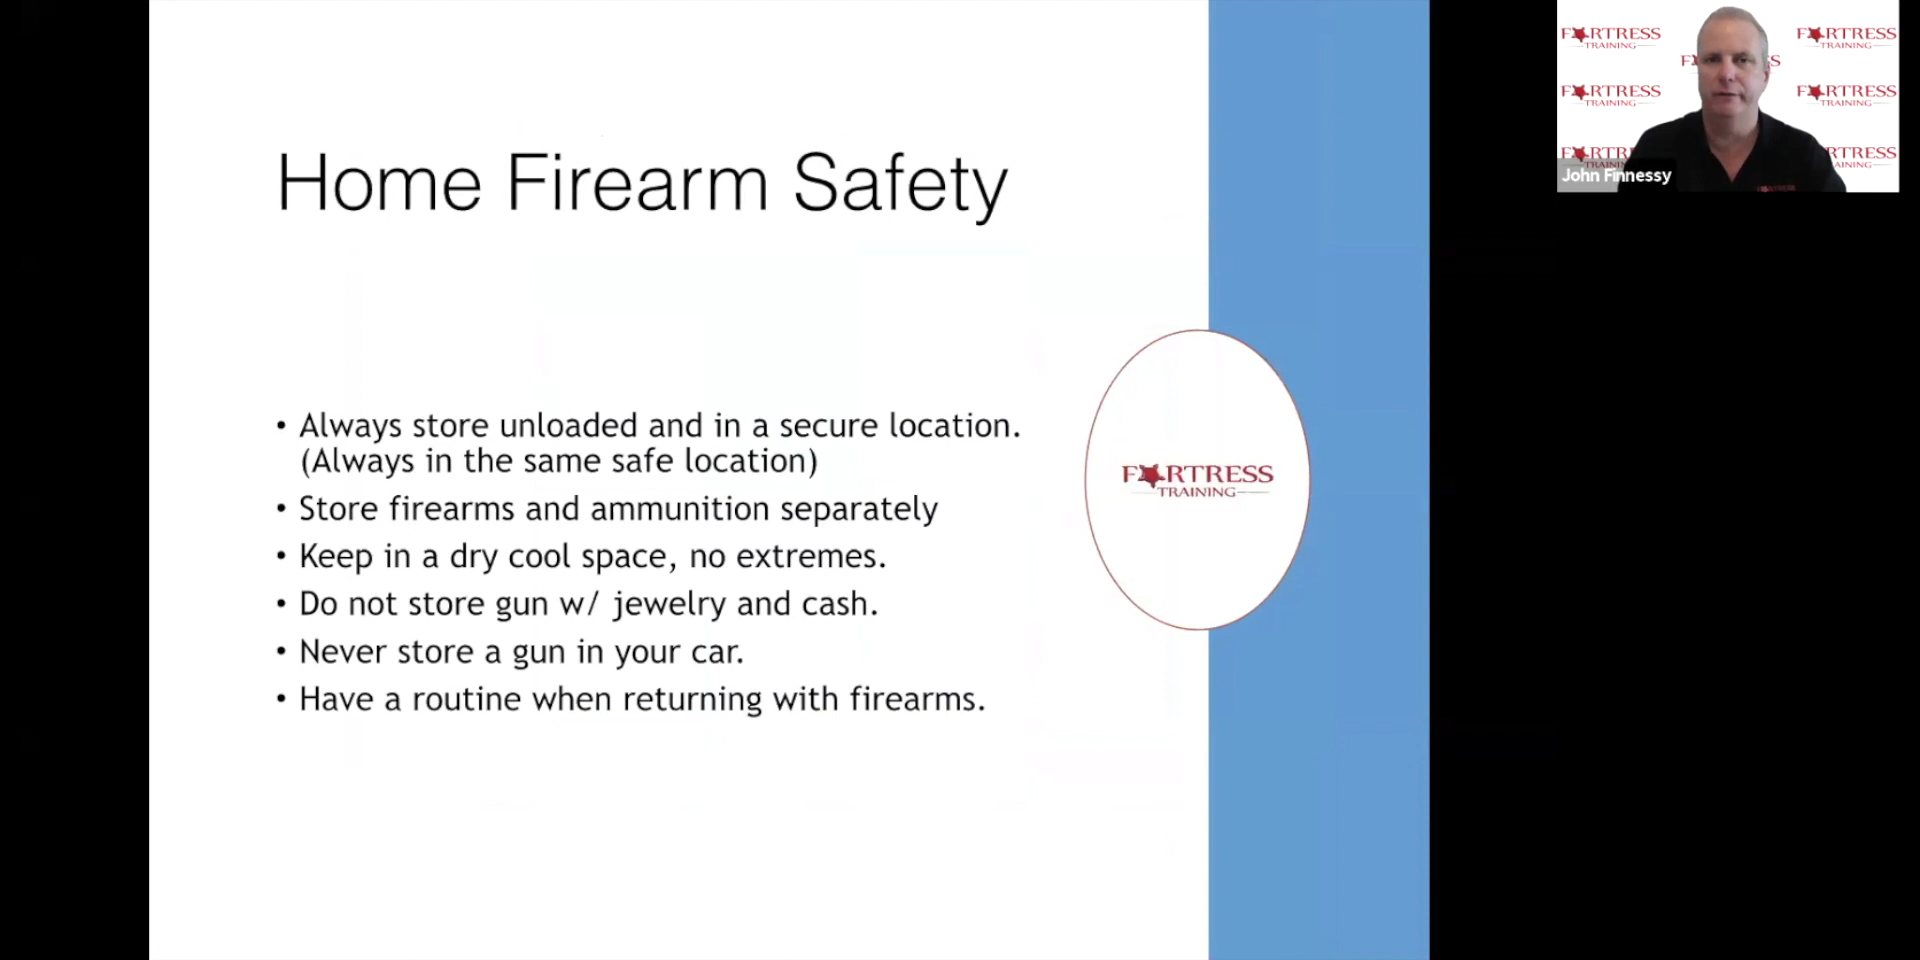 Home Firearm Safety
• Always store unloaded and in a secure location.
(Always in the same safe location)
• Store firearms and ammunition separately
• Keep in a dry cool space, no extremes.
• Do not store gun w/ jewelry and cash.
• Never store a gun in your car.
• Have a routine when returning with firearms.
FORTRESS
TRAINING
FORTRESS
TRAINING
FORTRESS
TRAINING
FORTRESS
TRAINING
FORTRESS
TRAINING
RTRESS
John Finnessy
FORTRESS